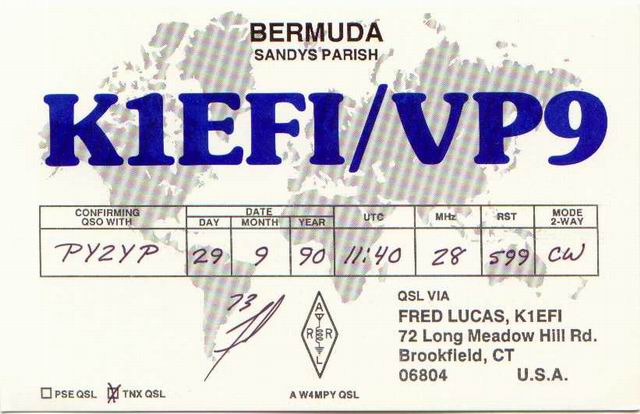 BERMUDA
SANDYS PARISH
K1EFI/VP9
CONFIRMING QSO WITH DATE DAY MONTH YEAR UTC MHz RST MODE 2-WAY
PY2YP 29 9 90 11:40 28 599 CW
73
A
R R
L
QSL VIA
FRED LUCAS, K1EFI
72 Long Meadow Hill Rd.
Brookfield, CT
06804 U.S.A.
PSE QSL TNX QSL
A W4MPY QSL